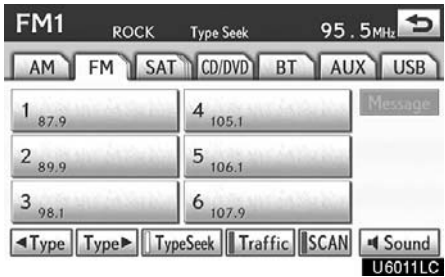 FM1 ROCK Type Seek 95.5MHz
AM FM SAT CD/DVD BT AUX USB
1 87.9 4 105.1 Message
2 89.9 5 106.1
3 98.1 6 107.9
◄Type Type► TypeSeek Traffic SCAN Sound
U6011LC